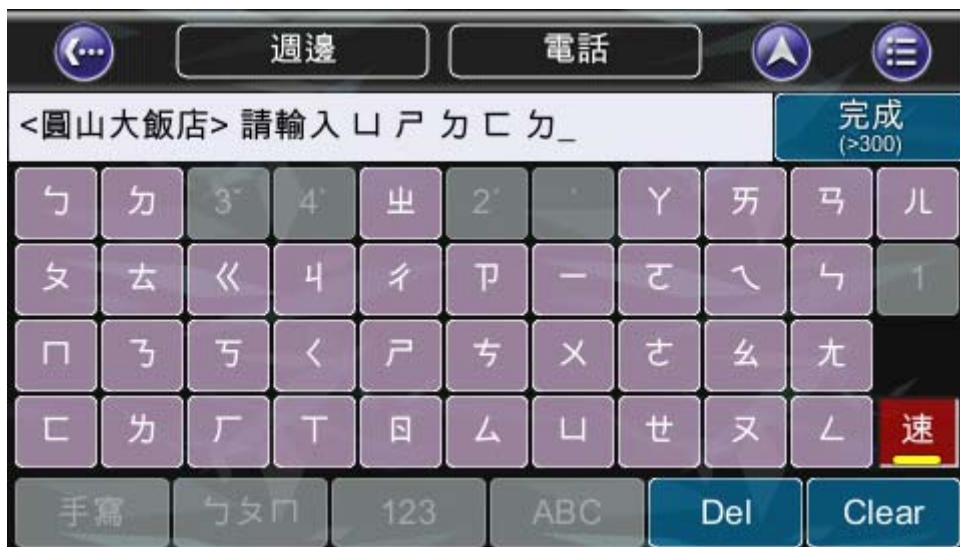 週邊 電話
<圓山大飯店> 請輸入 ㄩ ㄕ ㄉ ㄈ ㄉ_ 完成
(>300)
ㄅ ㄉ 3ˇ 4ˋ ㄓ 2ˊ ˙ ㄚ ㄞ ㄢ ㄦ
ㄆ ㄊ ㄍ ㄐ ㄔ ㄗ ㄧ ㄛ ㄟ ㄣ 1
ㄇ ㄋ ㄎ ㄑ ㄕ ㄘ ㄨ ㄜ ㄠ ㄤ
ㄈ ㄌ ㄏ ㄒ ㄖ ㄙ ㄩ ㄝ ㄡ ㄥ 速
手寫 ㄅㄆㄇ 123 ABC Del Clear